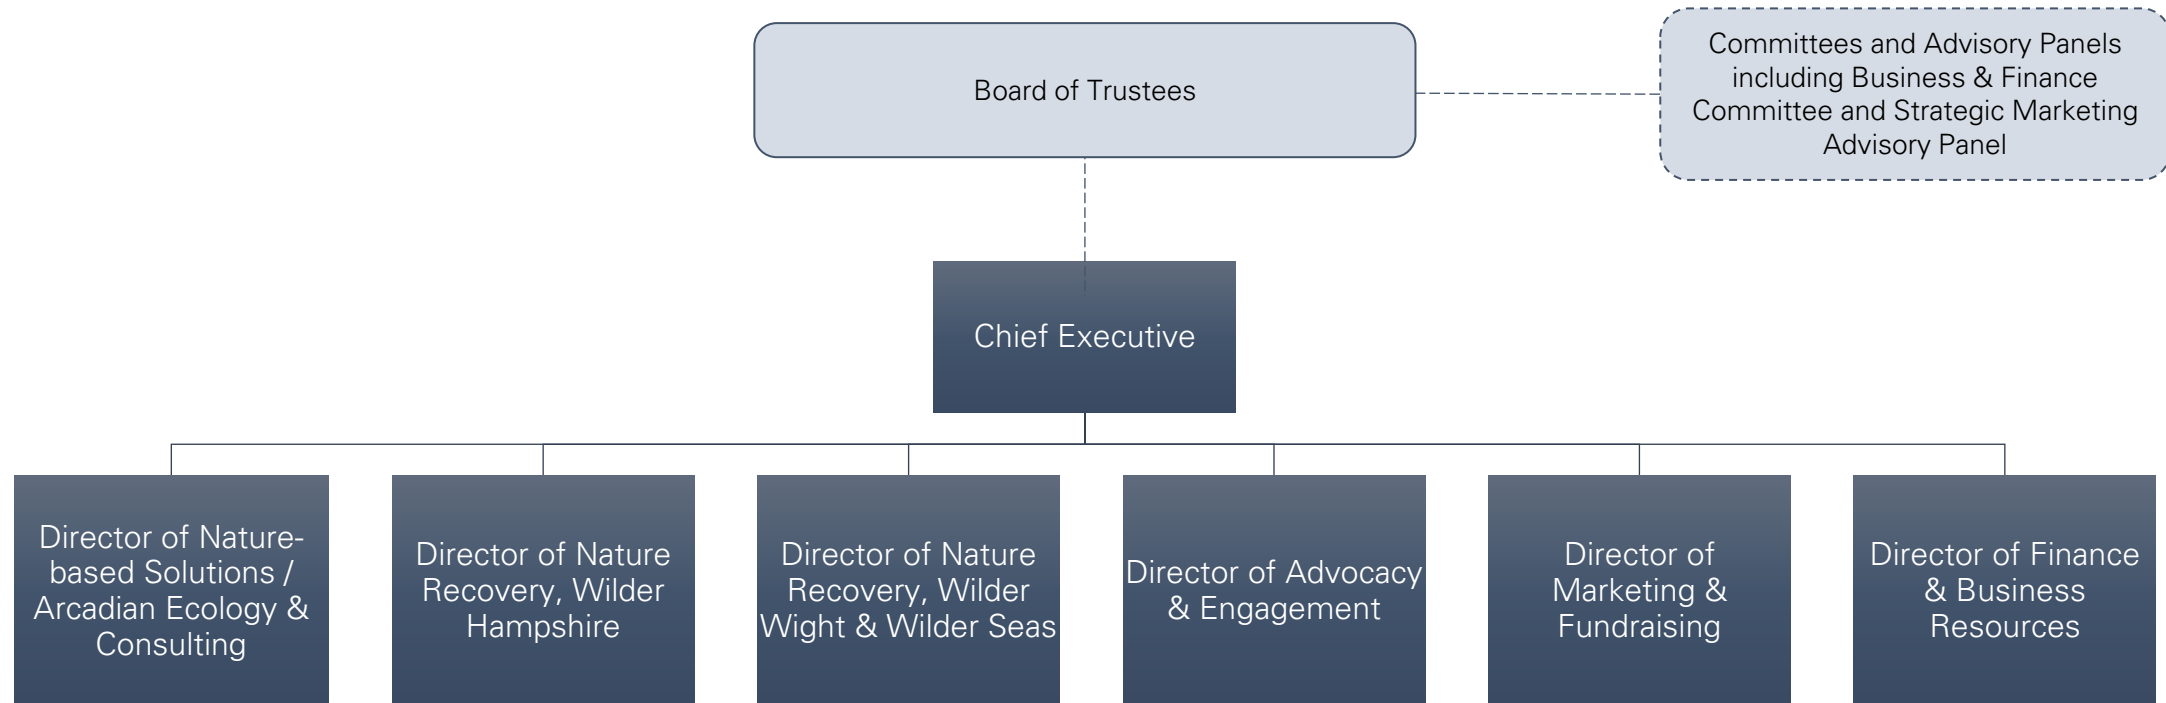 Board of Trustees
Committees and Advisory Panels
including Business & Finance
Committee and Strategic Marketing
Advisory Panel
Chief Executive
Director of Nature-
based Solutions /
Arcadian Ecology &
Consulting
Director of Nature
Recovery, Wilder
Hampshire
Director of Nature
Recovery, Wilder
Wight & Wilder Seas
Director of Advocacy
& Engagement
Director of
Marketing &
Fundraising
Director of Finance
& Business
Resources